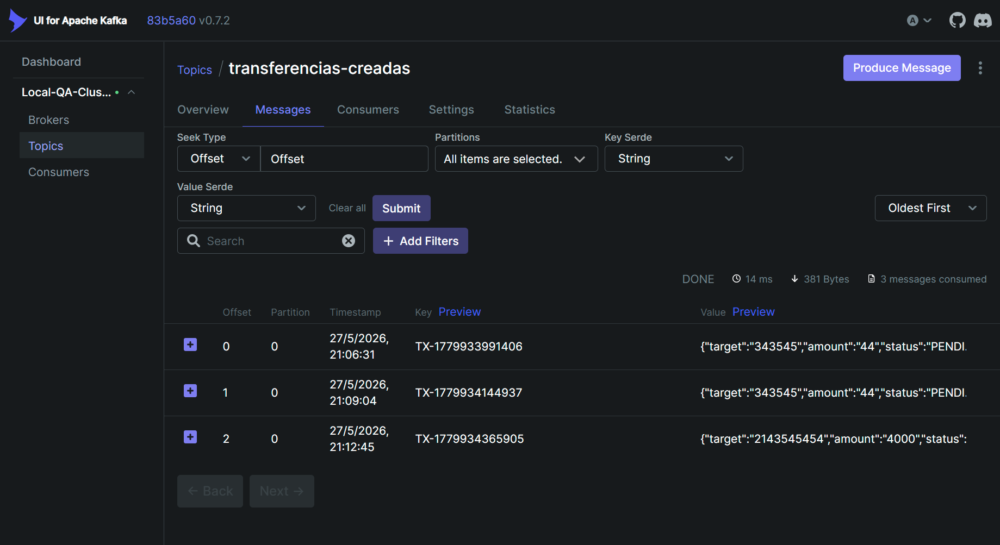 UI for Apache Kafka 83b5a60 v0.7.2
A
Dashboard
Local-QA-Clus...
Brokers
Topics
Consumers
Topics / transferencias-creadas
Produce Message
Overview Messages Consumers Settings Statistics
Seek Type Partitions Key Serde
Offset Offset All items are selected. String
Value Serde
String Clear all Submit Oldest First
Search + Add Filters
DONE 14 ms 381 Bytes 3 messages consumed
Offset Partition Timestamp Key Preview Value Preview
0 0 27/5/2026, 21:06:31 TX-1779933991406 {"target":"343545","amount":"44","status":"PENDI.
1 0 27/5/2026, 21:09:04 TX-1779934144937 {"target":"343545","amount":"44","status":"PENDI.
2 0 27/5/2026, 21:12:45 TX-1779934365905 {"target":"2143545454","amount":"4000","status":
← Back Next →